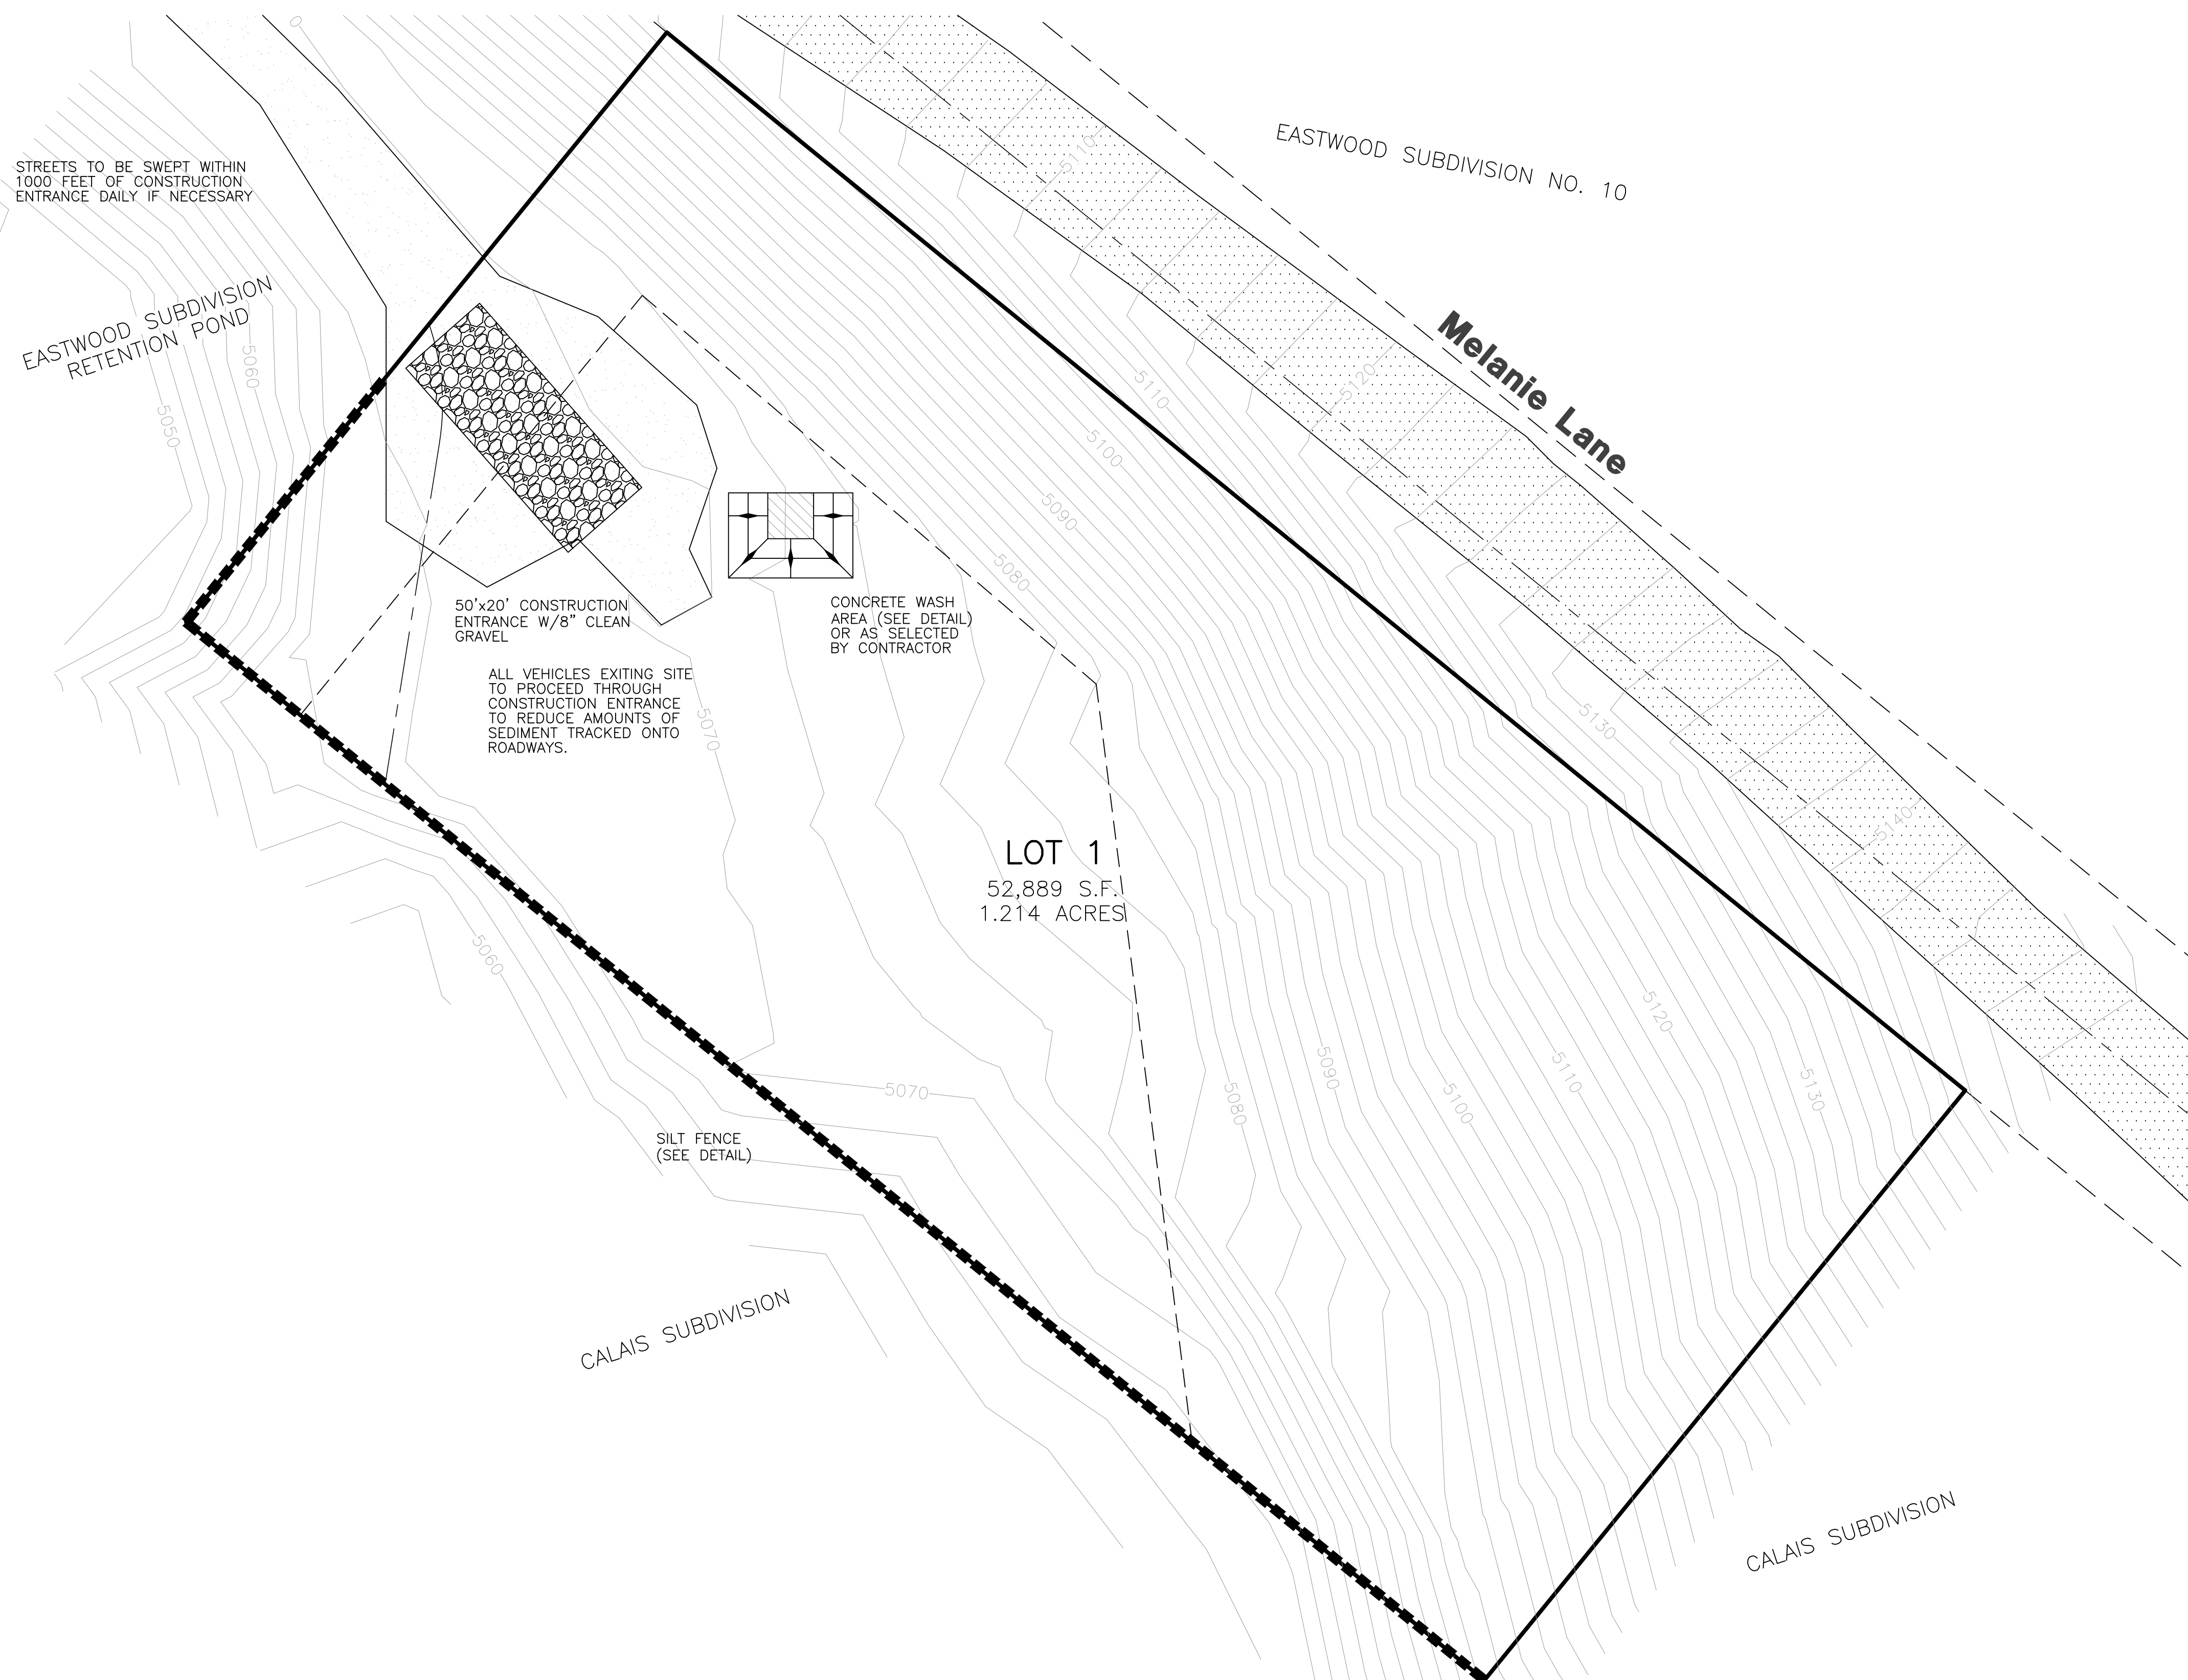 0
EASTWOOD SUBDIVISION NO. 10
5110
STREETS TO BE SWEPT WITHIN
1000 FEET OF CONSTRUCTION
ENTRANCE DAILY IF NECESSARY
EASTWOOD SUBDIVISION
RETENTION POND
5060
5050
Melanie Lane
5120
5110
5100
5090
5080
50'x20' CONSTRUCTION
ENTRANCE W/8" CLEAN
GRAVEL
CONCRETE WASH
AREA (SEE DETAIL)
OR AS SELECTED
BY CONTRACTOR
ALL VEHICLES EXITING SITE
TO PROCEED THROUGH
CONSTRUCTION ENTRANCE
TO REDUCE AMOUNTS OF
SEDIMENT TRACKED ONTO
ROADWAYS.
5070
5130
5140
LOT 1
52,889 S.F.
1.214 ACRES
5060
5070
5080
5090
5100
5110
5120
5130
SILT FENCE
(SEE DETAIL)
CALAIS SUBDIVISION
CALAIS SUBDIVISION